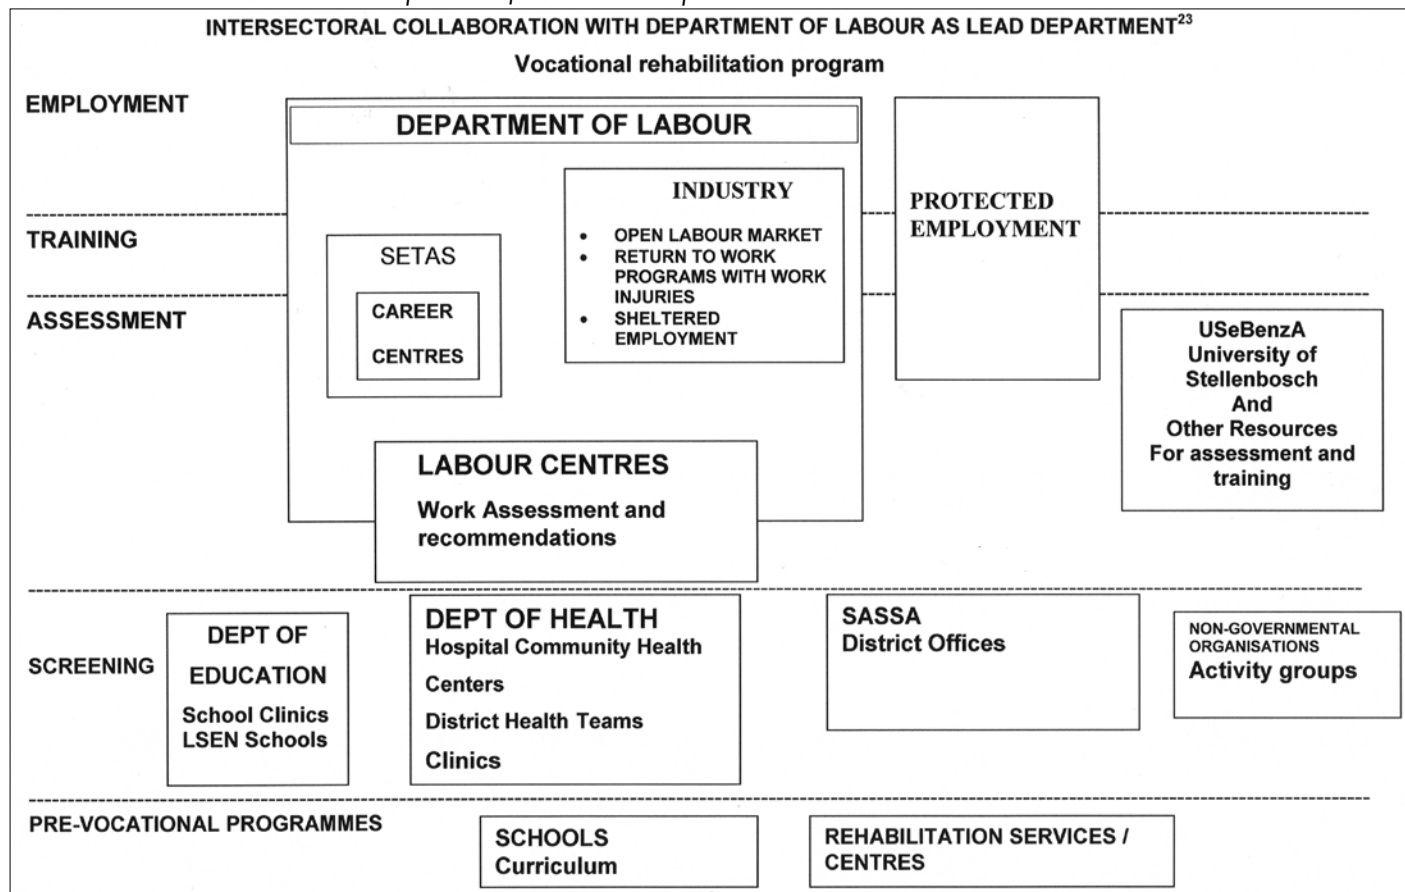 INTERSECTORAL COLLABORATION WITH DEPARTMENT OF LABOUR AS LEAD DEPARTMENT23
Vocational rehabilitation program
EMPLOYMENT
DEPARTMENT OF LABOUR
INDUSTRY
• OPEN LABOUR MARKET
• RETURN TO WORK
PROGRAMS WITH WORK
INJURIES
• SHELTERED
EMPLOYMENT
PROTECTED
EMPLOYMENT
TRAINING
SETAS
CAREER
CENTRES
ASSESSMENT
USeBenzA
University of
Stellenbosch
And
Other Resources
For assessment and
training
LABOUR CENTRES
Work Assessment and
recommendations
SCREENING
DEPT OF
EDUCATION
School Clinics
LSEN Schools
DEPT OF HEALTH
Hospital Community Health
Centers
District Health Teams
Clinics
SASSA
District Offices
NON-GOVERNMENTAL
ORGANISATIONS
Activity groups
PRE-VOCATIONAL PROGRAMMES
SCHOOLS
Curriculum
REHABILITATION SERVICES /
CENTRES